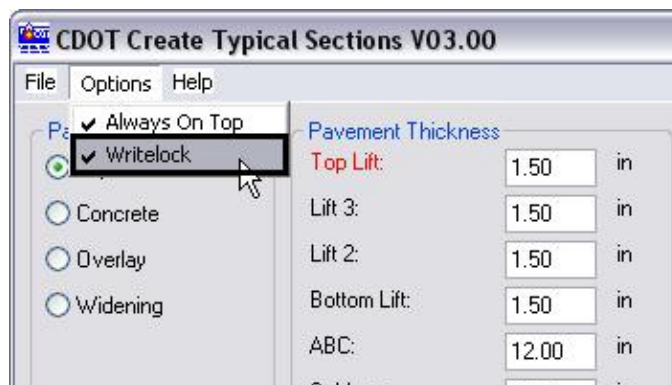 CDOT Create Typical Sections V03.00
File Options Help
Always On Top
Writelock
Concrete
Overlay
Widening
Pavement Thickness
Top Lift: 1.50 in
Lift 3: 1.50 in
Lift 2: 1.50 in
Bottom Lift: 1.50 in
ABC: 12.00 in